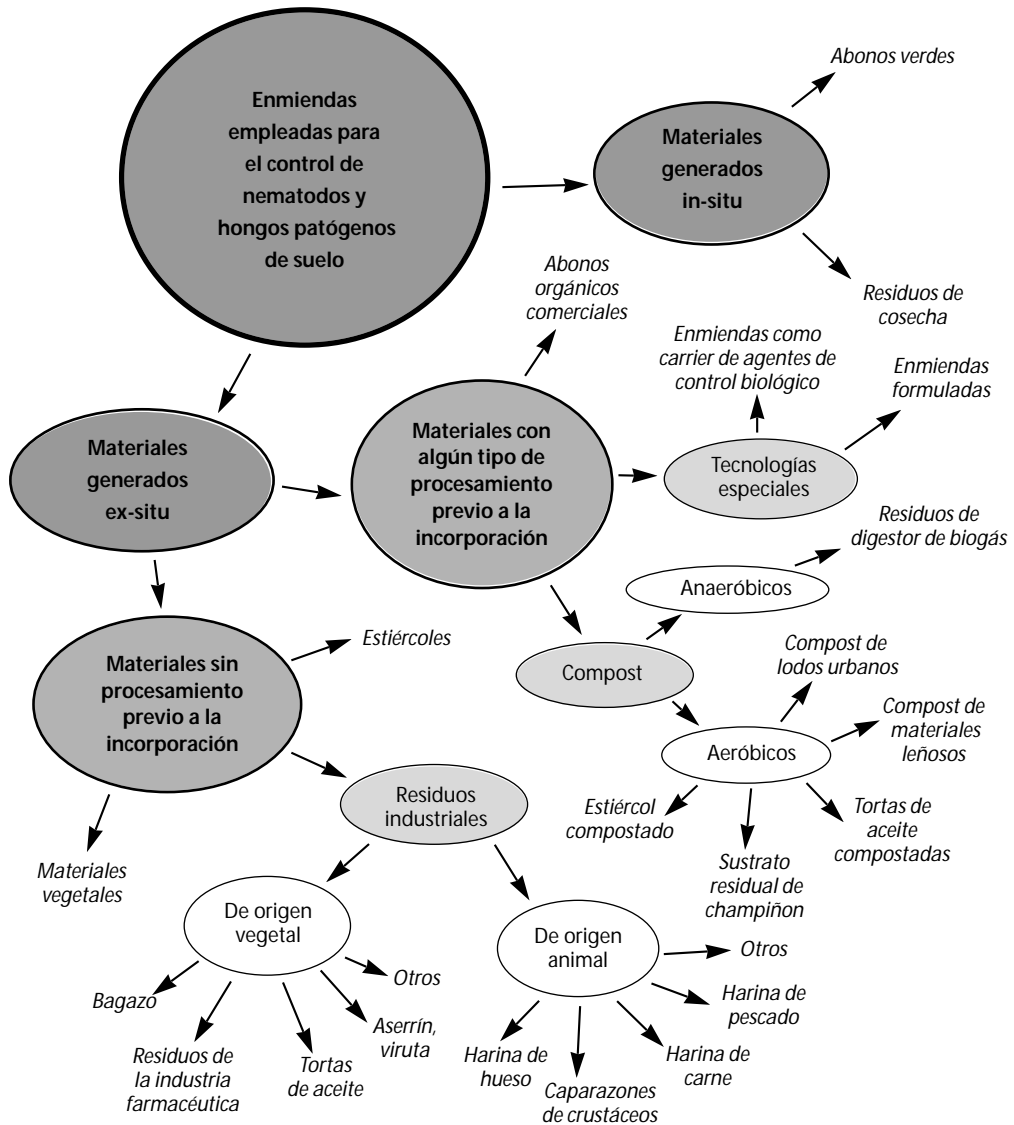 Enmiendas
empleadas para
el control de
nematodos y
hongos patógenos
de suelo
Abonos verdes
Materiales
generados
in-situ
Residuos de
cosecha
Abonos
orgánicos
comerciales
Enmiendas como
carrier de agentes de
control biológico
Enmiendas
formuladas
Materiales
generados
ex-situ
Materiales con
algún tipo de
procesamiento
previo a la
incorporación
Tecnologías
especiales
Residuos de
digestor de biogás
Anaeróbicos
Compost
Compost de
lodos urbanos
Compost de
materiales
leñosos
Aeróbicos
Estiércol
compostado
Sustrato
residual de
champiñon
Tortas de
aceite
compostadas
Materiales sin
procesamiento
previo a la
incorporación
Estiércoles
Materiales
vegetales
Residuos
industriales
De origen
vegetal
Bagazo
Residuos de
la industria
farmacéutica
Tortas
de aceite
Aserrín,
viruta
Otros
De origen
animal
Otros
Harina de
pescado
Harina de
carne
Caparazones
de crustáceos
Harina de
hueso